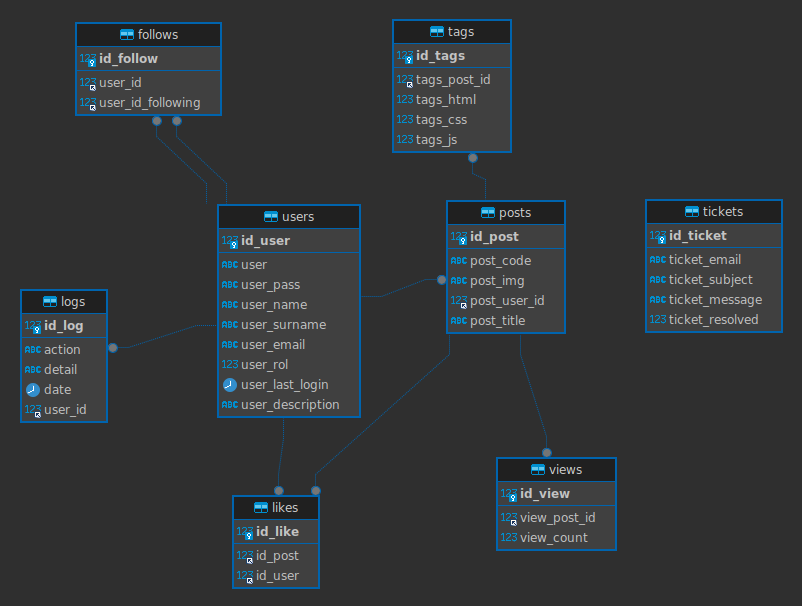 follows
123 id_follow
123 user_id
123 user_id_following
tags
123 id_tags
123 tags_post_id
123 tags_html
123 tags_css
123 tags_js
users
123 id_user
ABC user
ABC user_pass
ABC user_name
ABC user_surname
ABC user_email
123 user_rol
user_last_login
ABC user_description
posts
123 id_post
ABC post_code
ABC post_img
123 post_user_id
ABC post_title
tickets
123 id_ticket
ABC ticket_email
ABC ticket_subject
ABC ticket_message
123 ticket_resolved
logs
123 id_log
ABC action
ABC detail
date
123 user_id
likes
123 id_like
123 id_post
123 id_user
views
123 id_view
123 view_post_id
123 view_count